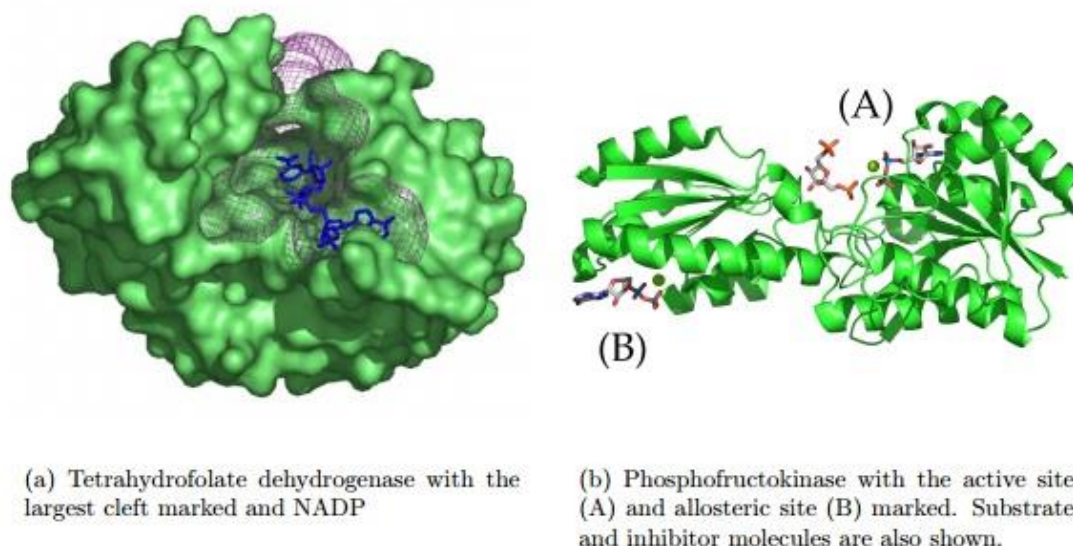 (A)
(B)
(a) Tetrahydrofolate dehydrogenase with the
largest cleft marked and NADP
(b) Phosphofructokinase with the active site
(A) and allosteric site (B) marked. Substrate
and inhibitor molecules are also shown.